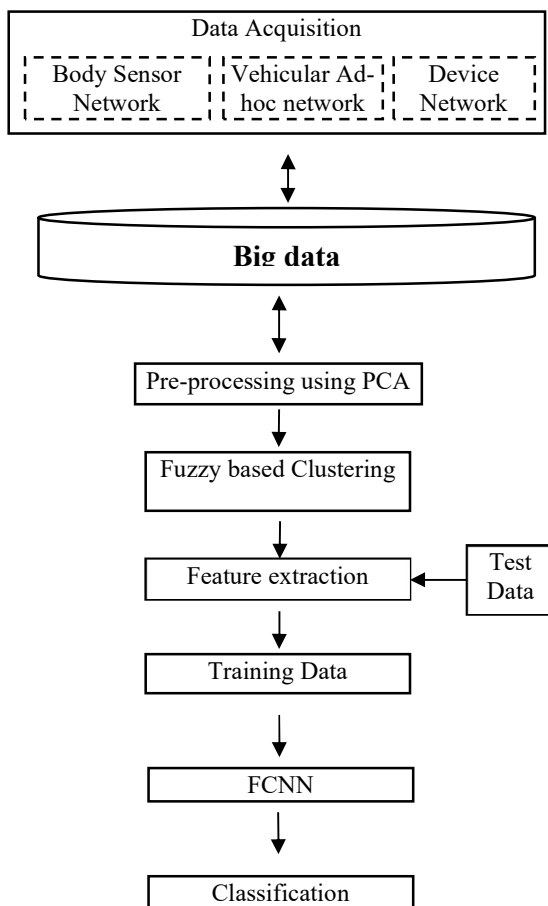 Data Acquisition
Body Sensor
Network
Vehicular Ad-
hoc network
Device
Network
Big data
Pre-processing using PCA
Fuzzy based Clustering
Feature extraction
Test
Data
Training Data
FCNN
Classification